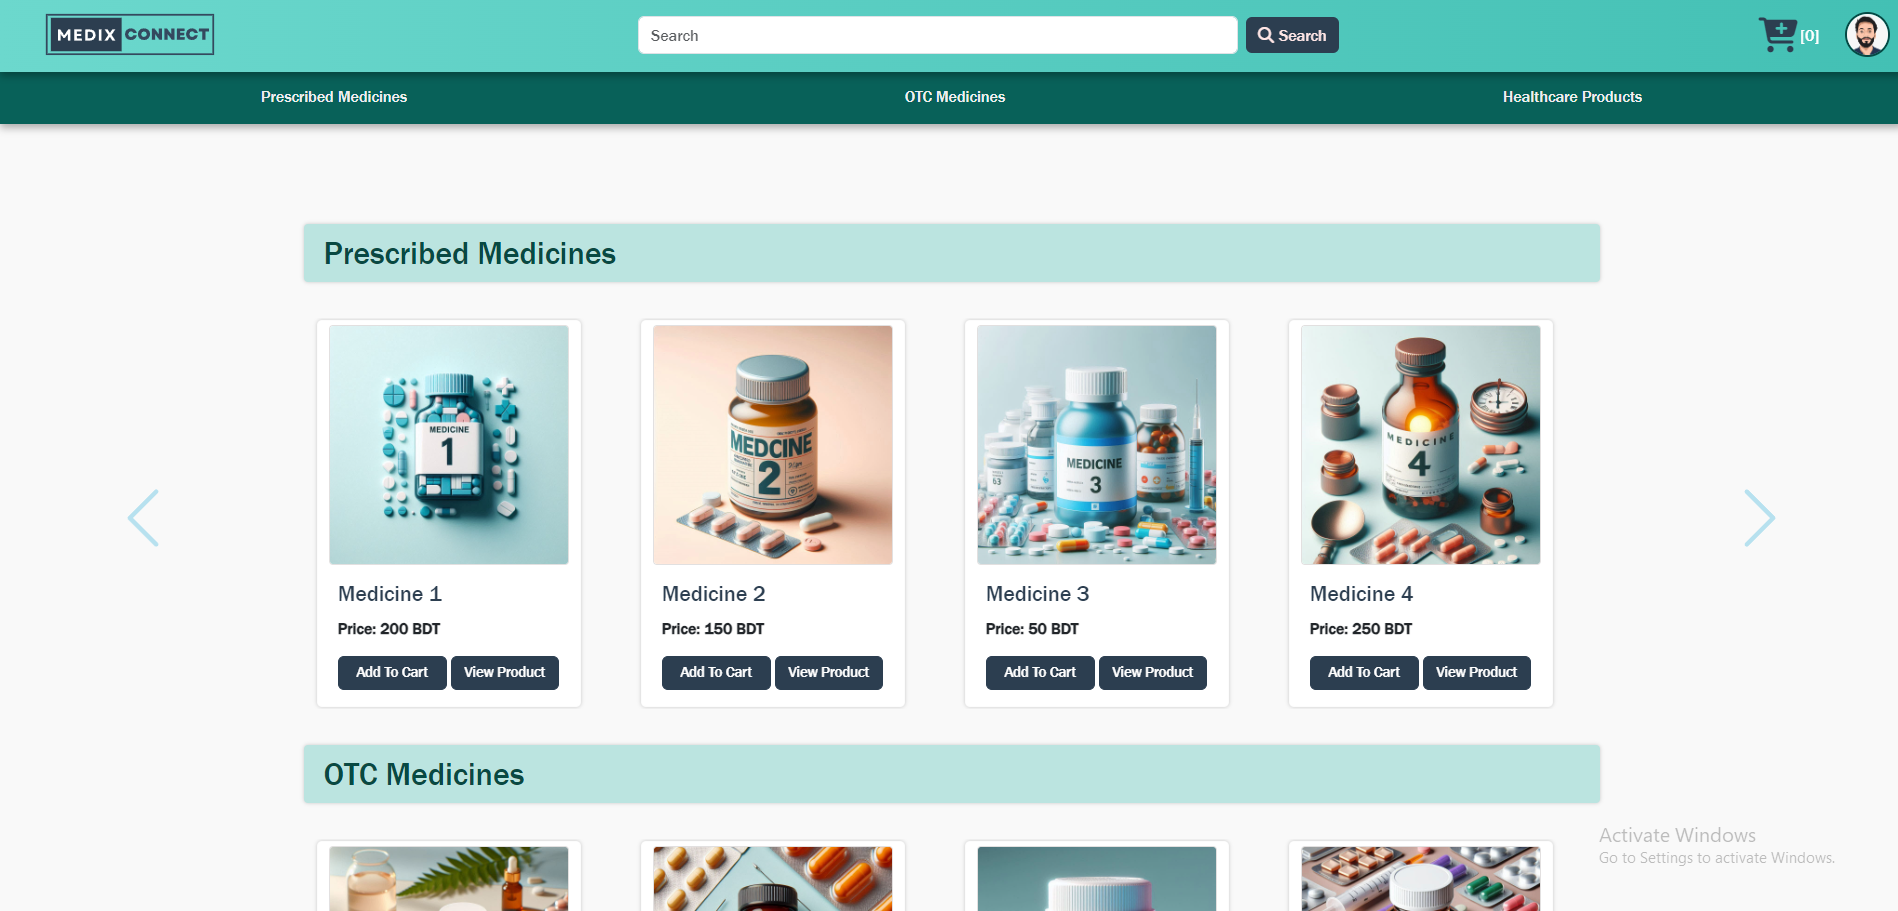 MEDIX CONNECT
Search
Search
[0]
Prescribed Medicines
OTC Medicines
Healthcare Products
Prescribed Medicines
MEDICINE
1
MEDCINE
2
MEDICINE
3
63
MEDICINE
4
Medicine 1
Price: 200 BDT
Add To Cart View Product
Medicine 2
Price: 150 BDT
Add To Cart View Product
Medicine 3
Price: 50 BDT
Add To Cart View Product
Medicine 4
Price: 250 BDT
Add To Cart View Product
OTC Medicines
Activate Windows
Go to Settings to activate Windows.